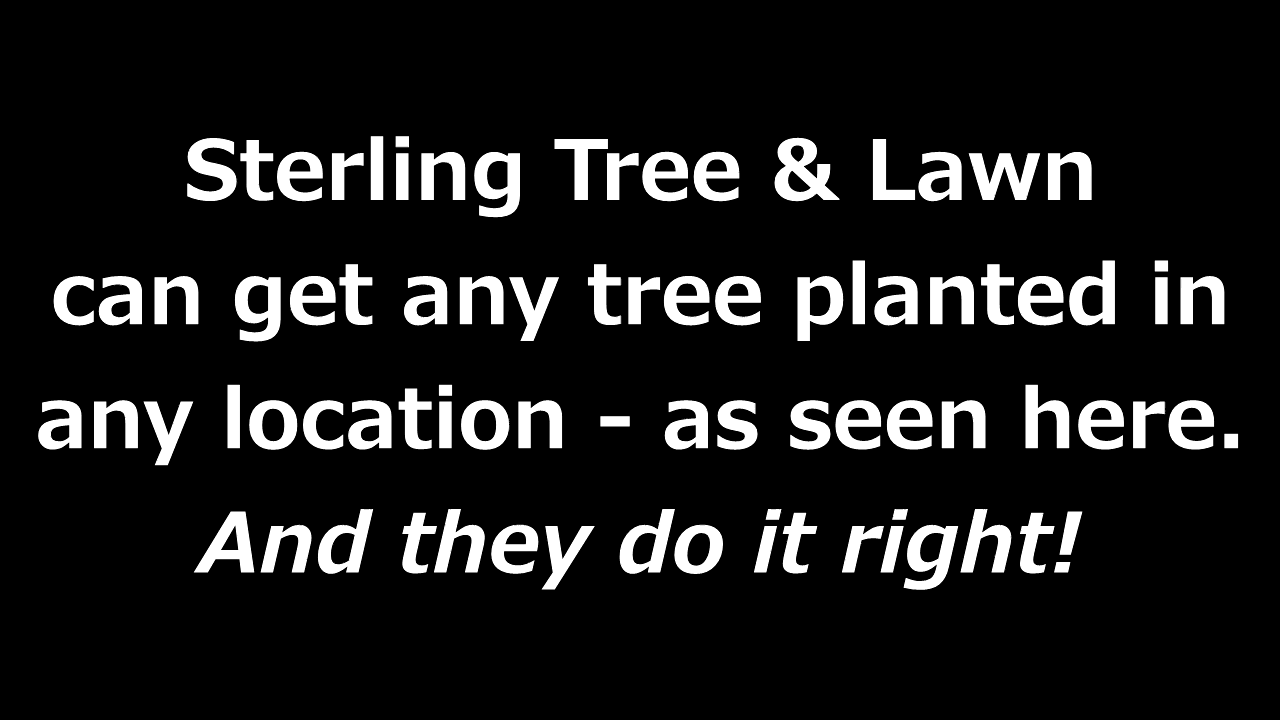 Sterling Tree & Lawn
can get any tree planted in
any location - as seen here.
And they do it right!